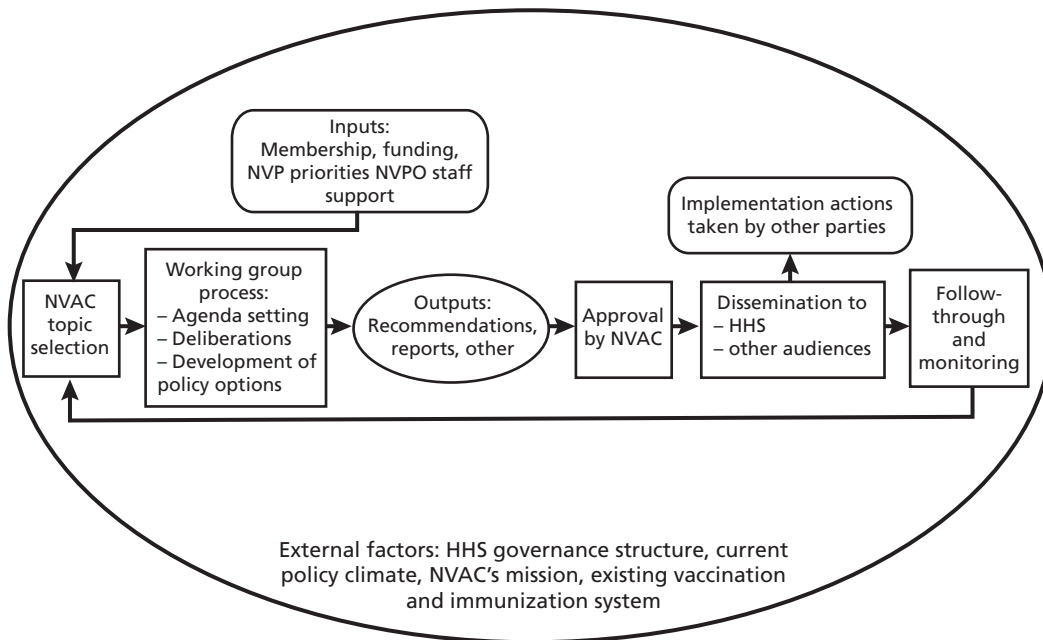 Inputs:
Membership, funding,
NVP priorities NVPO staff
support
Implementation actions
taken by other parties
NVAC
topic
selection
Working group
process:
– Agenda setting
– Deliberations
– Development of
policy options
Outputs:
Recommendations,
reports, other
Approval
by NVAC
Dissemination to
– HHS
– other audiences
Follow-
through
and
monitoring
External factors: HHS governance structure, current
policy climate, NVAC’s mission, existing vaccination
and immunization system